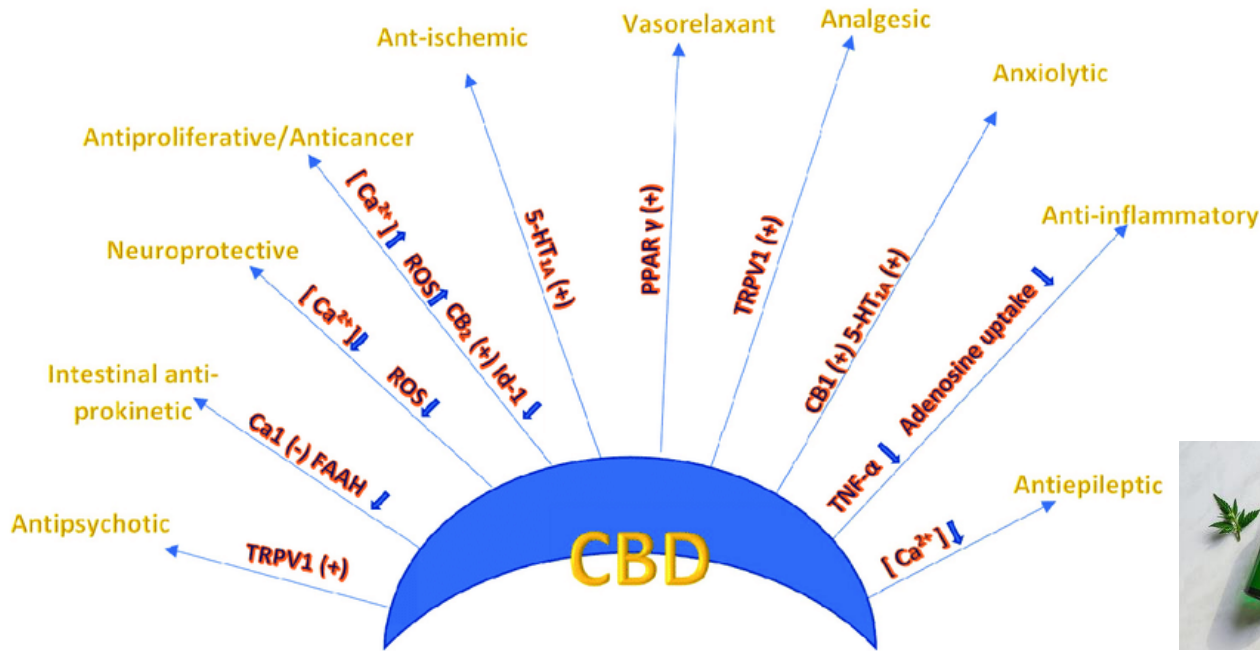 Ant-ischemic
Vasorelaxant
Analgesic
Anxiolytic
Antiproliferative/Anticancer
Anti-inflammatory
Neuroprotective
Intestinal anti-
prokinetic
Antipsychotic
Antiepileptic
TRPV1 (+)
Ca1 (-) FAAH ⬇
[ Ca²⁺]⬇ ROS⬇
[ Ca²⁺]⬆ ROS⬆ CB₂ (+) Id-1 ⬇
5-HT₁ₐ (+)
PPAR γ (+)
TRPV1 (+)
CB1 (+) 5-HT₁ₐ (+)
TNF-α ⬇ Adenosine uptake ⬇
[ Ca²⁺]⬇
CBD